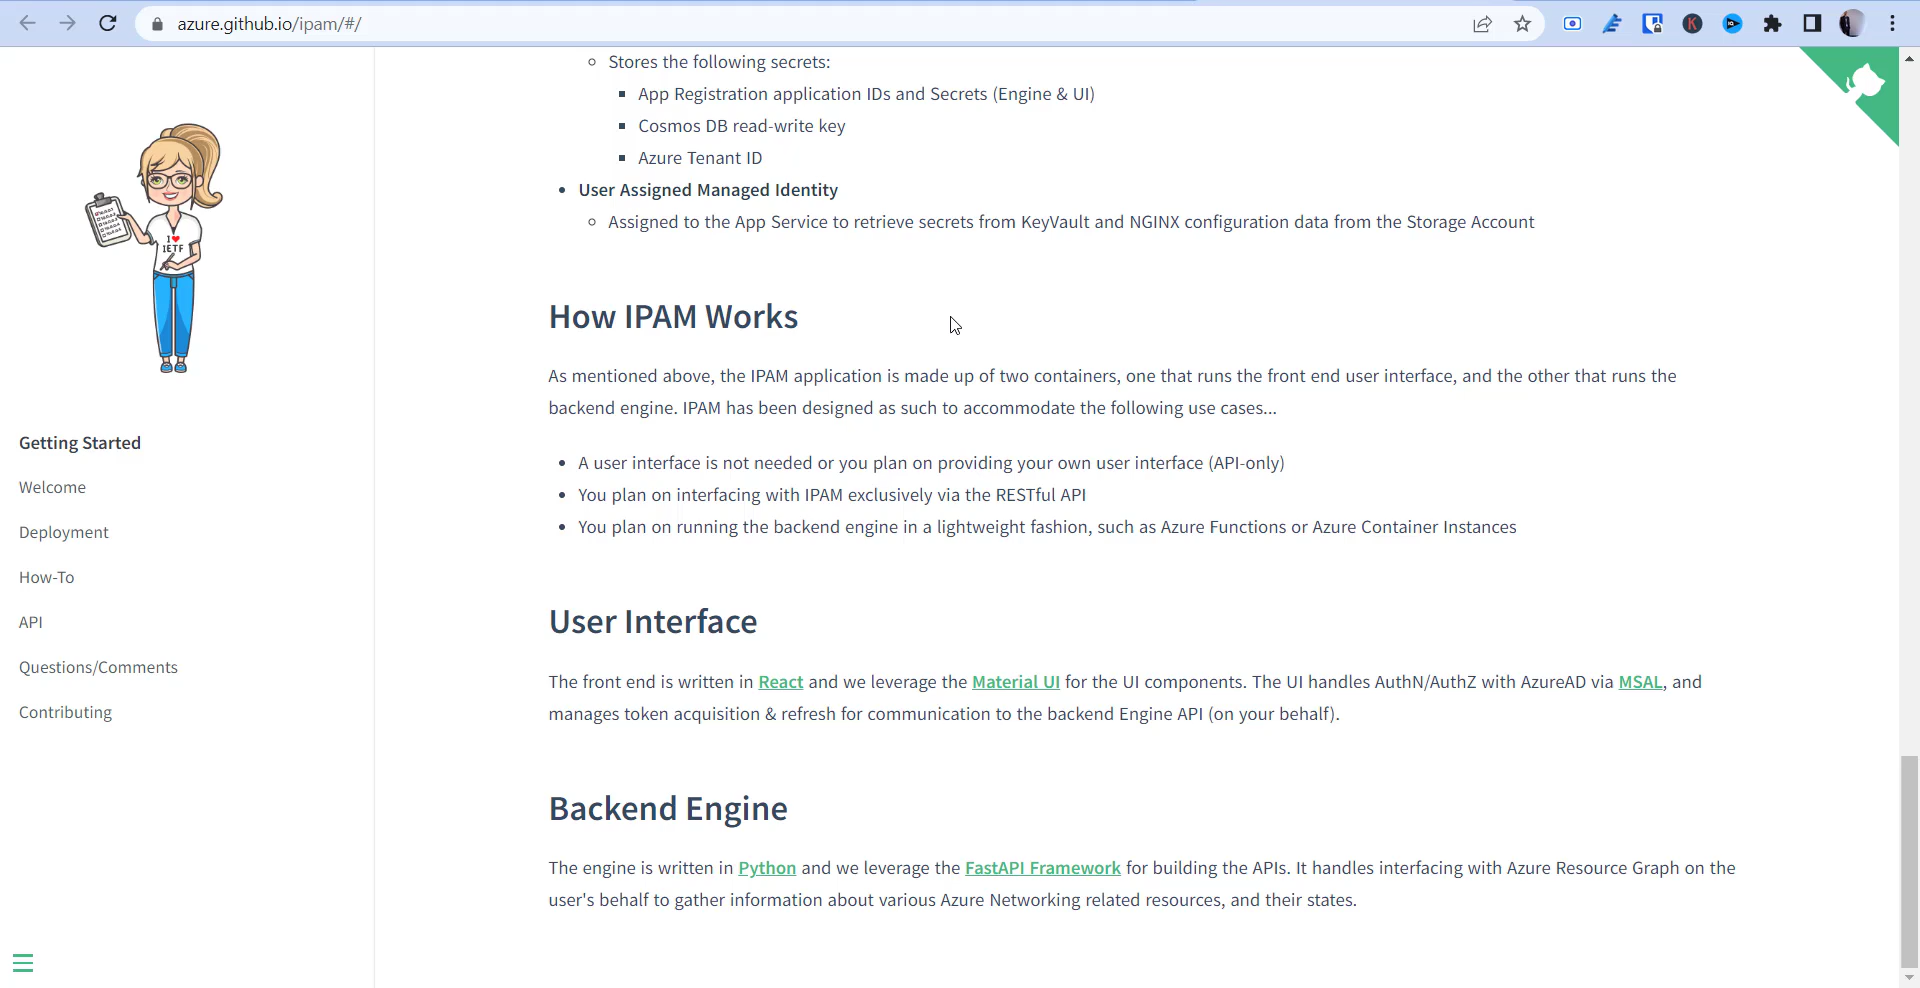 azure.github.io/ipam/#/
I
IETF
Getting Started
Welcome
Deployment
How-To
API
Questions/Comments
Contributing
Stores the following secrets:
App Registration application IDs and Secrets (Engine & UI)
Cosmos DB read-write key
Azure Tenant ID
User Assigned Managed Identity
Assigned to the App Service to retrieve secrets from KeyVault and NGINX configuration data from the Storage Account
How IPAM Works
As mentioned above, the IPAM application is made up of two containers, one that runs the front end user interface, and the other that runs the
backend engine. IPAM has been designed as such to accommodate the following use cases...
A user interface is not needed or you plan on providing your own user interface (API-only)
You plan on interfacing with IPAM exclusively via the RESTful API
You plan on running the backend engine in a lightweight fashion, such as Azure Functions or Azure Container Instances
User Interface
The front end is written in React and we leverage the Material UI for the UI components. The UI handles AuthN/AuthZ with AzureAD via MSAL, and
manages token acquisition & refresh for communication to the backend Engine API (on your behalf).
Backend Engine
The engine is written in Python and we leverage the FastAPI Framework for building the APIs. It handles interfacing with Azure Resource Graph on the
user's behalf to gather information about various Azure Networking related resources, and their states.